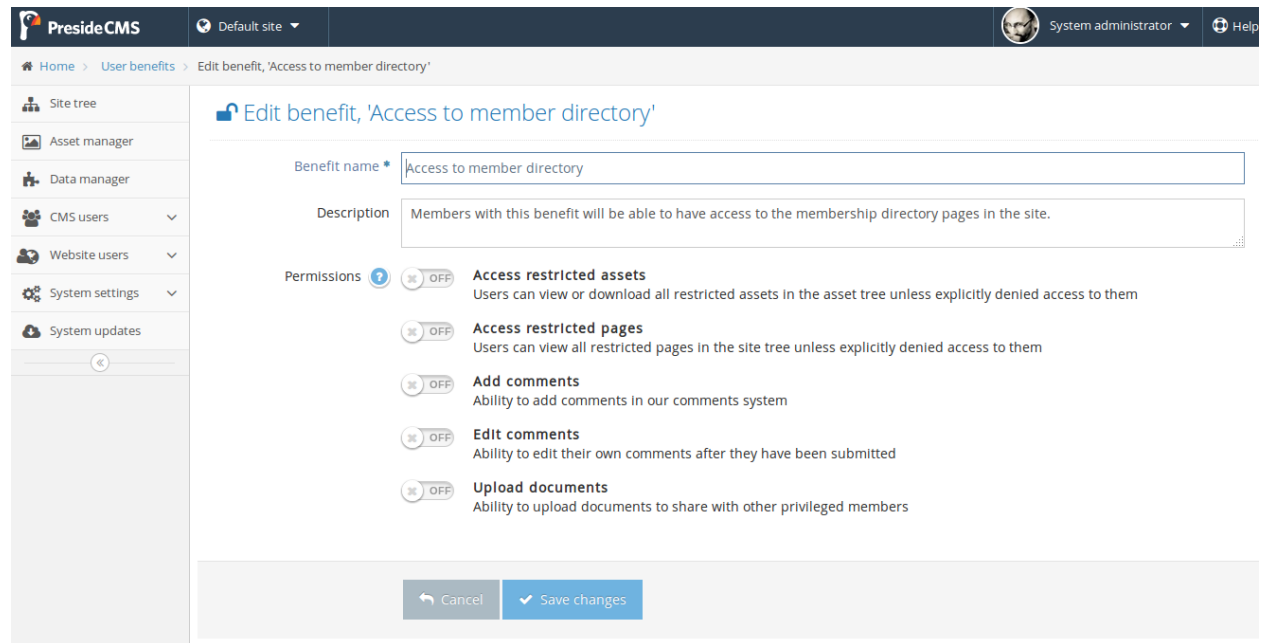 PresideCMS
Default site
System administrator
Help
Home > User benefits > Edit benefit, 'Access to member directory'
Site tree
Asset manager
Data manager
CMS users
Website users
System settings
System updates
Edit benefit, 'Access to member directory'
Benefit name *
Access to member directory
Description
Members with this benefit will be able to have access to the membership directory pages in the site.
Permissions ?
OFF
Access restricted assets
Users can view or download all restricted assets in the asset tree unless explicitly denied access to them
OFF
Access restricted pages
Users can view all restricted pages in the site tree unless explicitly denied access to them
OFF
Add comments
Ability to add comments in our comments system
OFF
Edit comments
Ability to edit their own comments after they have been submitted
OFF
Upload documents
Ability to upload documents to share with other privileged members
Cancel
Save changes